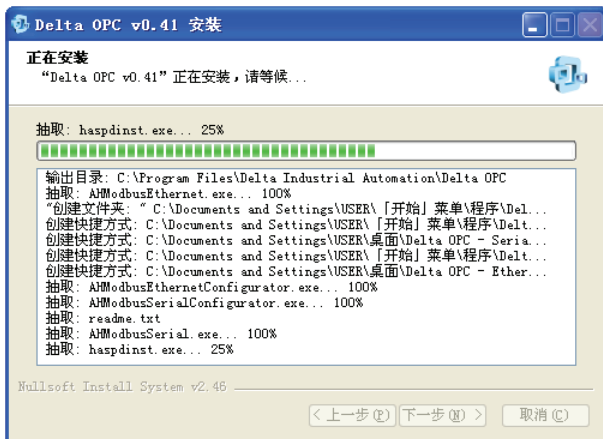 Delta OPC v0.41 安装
正在安装
“Delta OPC v0.41”正在安装，请等候...
抽取: haspdinst.exe... 25%
输出目录: C:\Program Files\Delta Industrial Automation\Delta OPC
抽取: AHModbusEthernet.exe... 100%
“创建文件夹: ” C:\Documents and Settings\USER\「开始」菜单\程序\Del...
创建快捷方式: C:\Documents and Settings\USER\「开始」菜单\程序\Delt...
创建快捷方式: C:\Documents and Settings\USER\桌面\Delta OPC - Seria...
创建快捷方式: C:\Documents and Settings\USER\「开始」菜单\程序\Delt...
创建快捷方式: C:\Documents and Settings\USER\桌面\Delta OPC - Ether...
抽取: AHModbusEthernetConfigurator.exe... 100%
抽取: AHModbusSerialConfigurator.exe... 100%
抽取: readme.txt
抽取: AHModbusSerial.exe... 100%
抽取: haspdinst.exe... 25%
Nullsoft Install System v2.46
< 上一步(P) 下一步(N) > 取消(C)